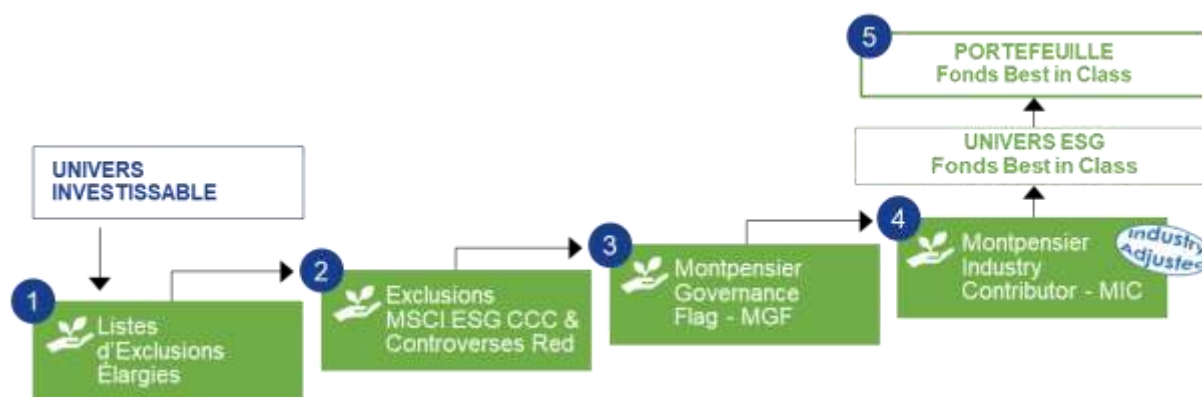 UNIVERS
INVESTISSABLE
1
Listes
d'Exclusions
Élargies
2
Exclusions
MSCI ESG CCC &
Controverses Red
3
Montpensier
Governance
Flag - MGF
4
Montpensier
Industry
Contributor - MIC
Industry
Adjusted
UNIVERS ESG
Fonds Best in Class
5
PORTEFEUILLE
Fonds Best in Class